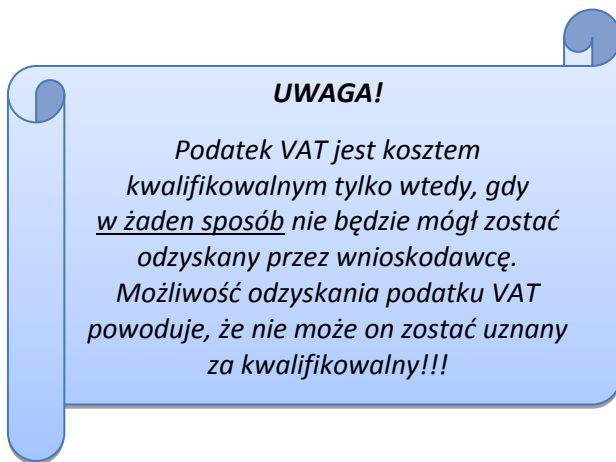 UWAGA!
Podatek VAT jest kosztem
kwalifikowalnym tylko wtedy, gdy
w żaden sposób nie będzie mógł zostać
odzyskany przez wnioskodawcę.
Możliwość odzyskania podatku VAT
powoduje, że nie może on zostać uznany
za kwalifikowalny!!!